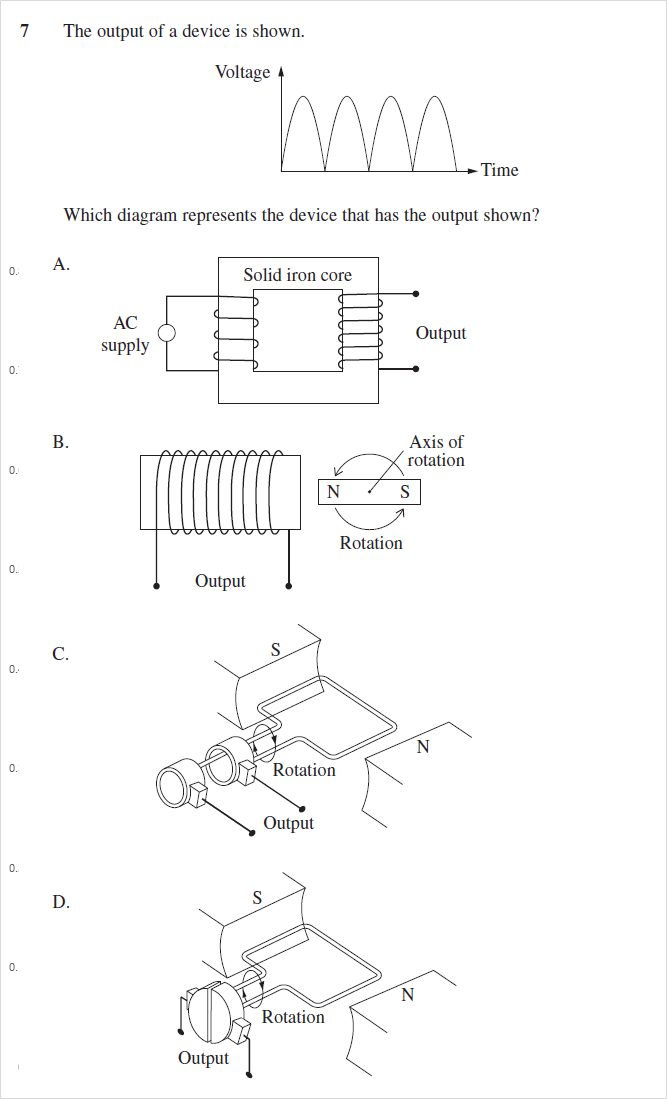 7 The output of a device is shown.
Voltage
Time
Which diagram represents the device that has the output shown?
0.
A.
Solid iron core
AC
supply
Output
0.
B.
Axis of
rotation
0.
N S
Rotation
0.
Output
C.
S
0.
N
0.
Rotation
Output
0.
D.
S
0.
N
Rotation
Output